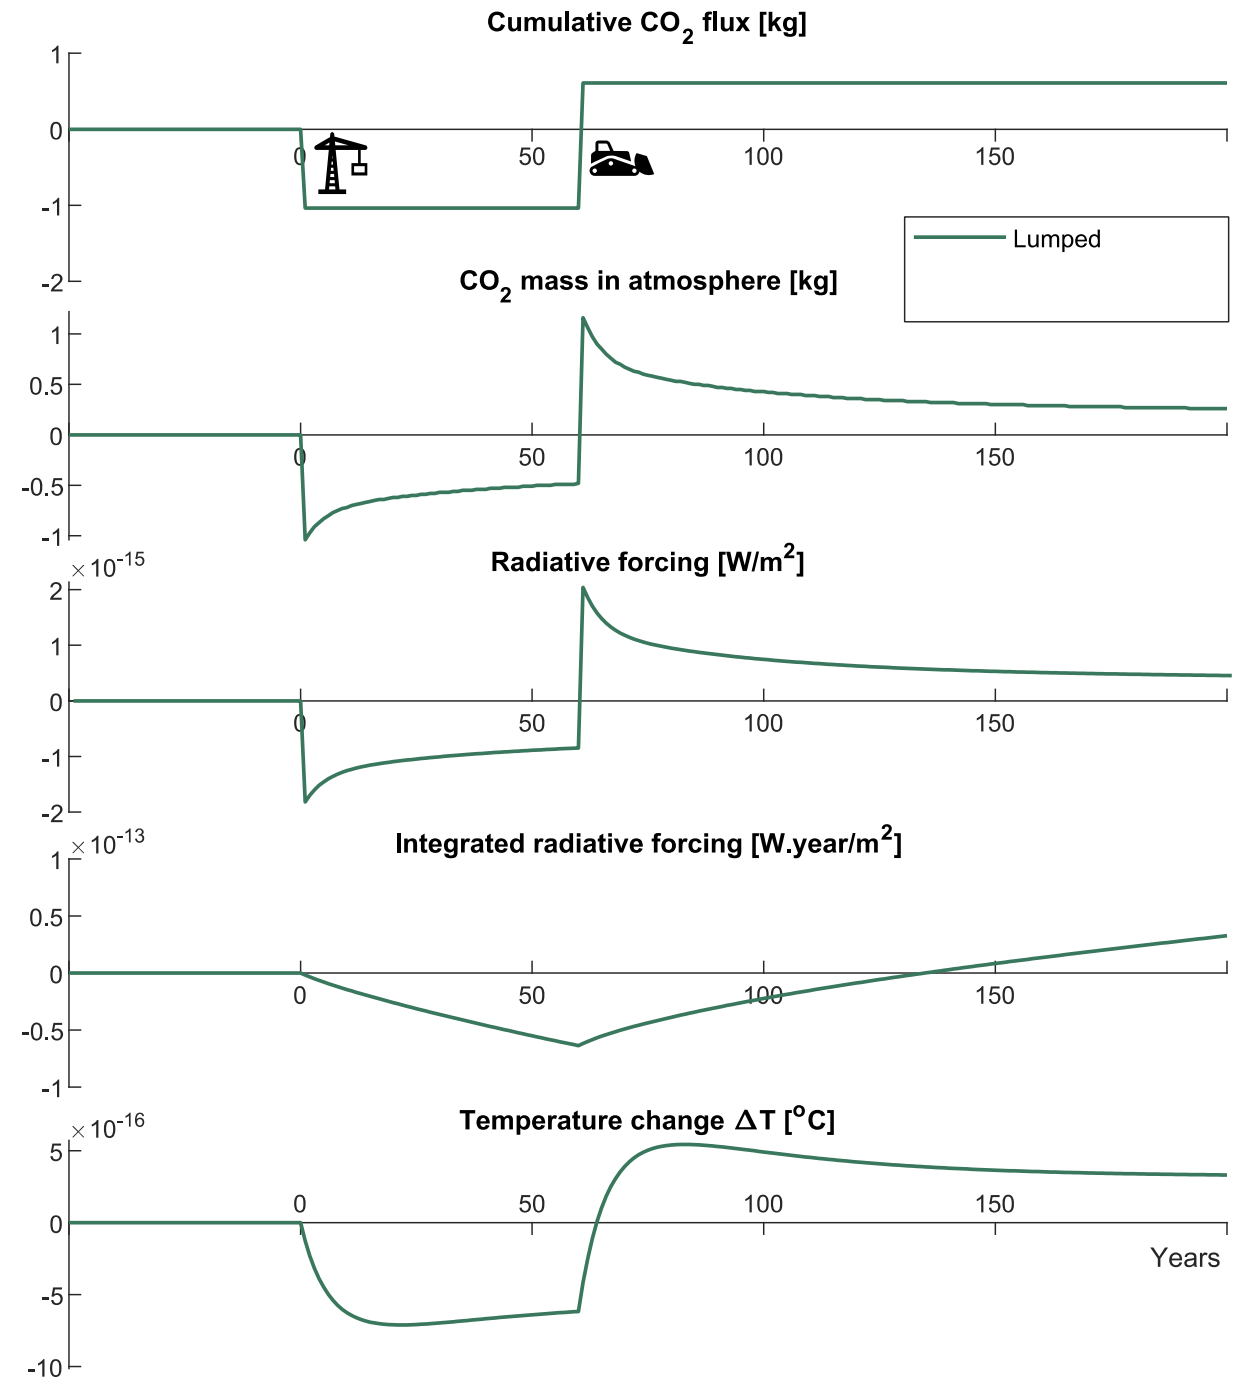 Cumulative CO2 flux [kg]
1
0
-1
-2
0 50 100 150
Lumped
CO2 mass in atmosphere [kg]
1
0.5
0
-0.5
-1
0 50 100 150
×10-15
Radiative forcing [W/m2]
2
1
0
-1
-2
0 50 100 150
×10-13
Integrated radiative forcing [W.year/m2]
1
0.5
0
-0.5
-1
0 50 100 150
×10-16
Temperature change ΔT [oC]
5
0
-5
-10
0 50 100 150
Years